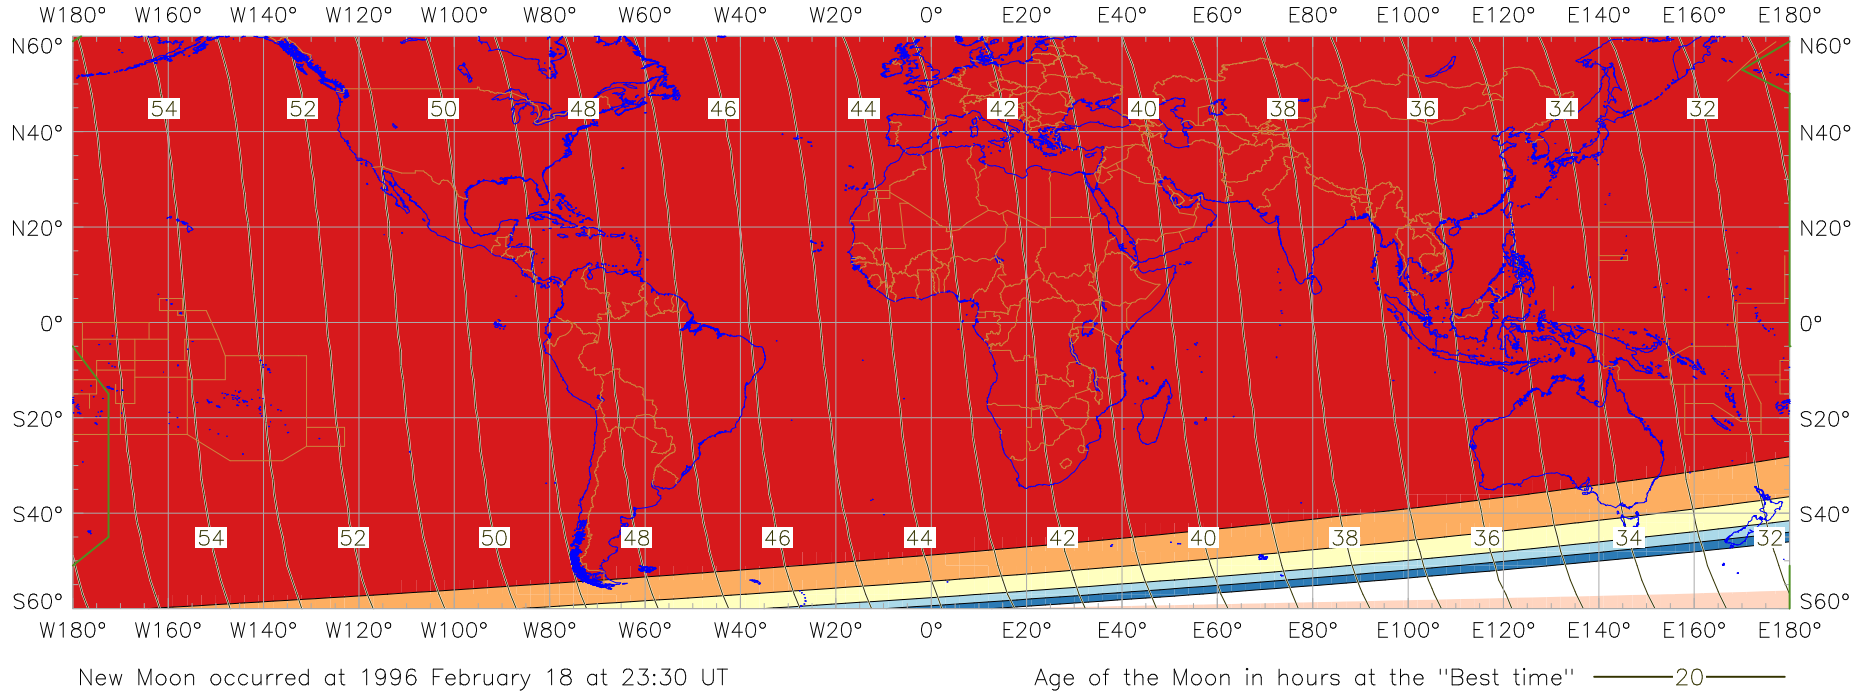 W180° W160° W140° W120° W100° W80° W60° W40° W20° 0° E20° E40° E60° E80° E100° E120° E140° E160° E180°
N60° N60°
54 52 50 48 46 44 42 40 38 36 34 32
N40° N40°
N20° N20°
0° 0°
S20° S20°
S40° S40°
54 52 50 48 46 44 42 40 38 36 34 32
S60° S60°
W180° W160° W140° W120° W100° W80° W60° W40° W20° 0° E20° E40° E60° E80° E100° E120° E140° E160° E180°
New Moon occurred at 1996 February 18 at 23:30 UT Age of the Moon in hours at the "Best time" 20